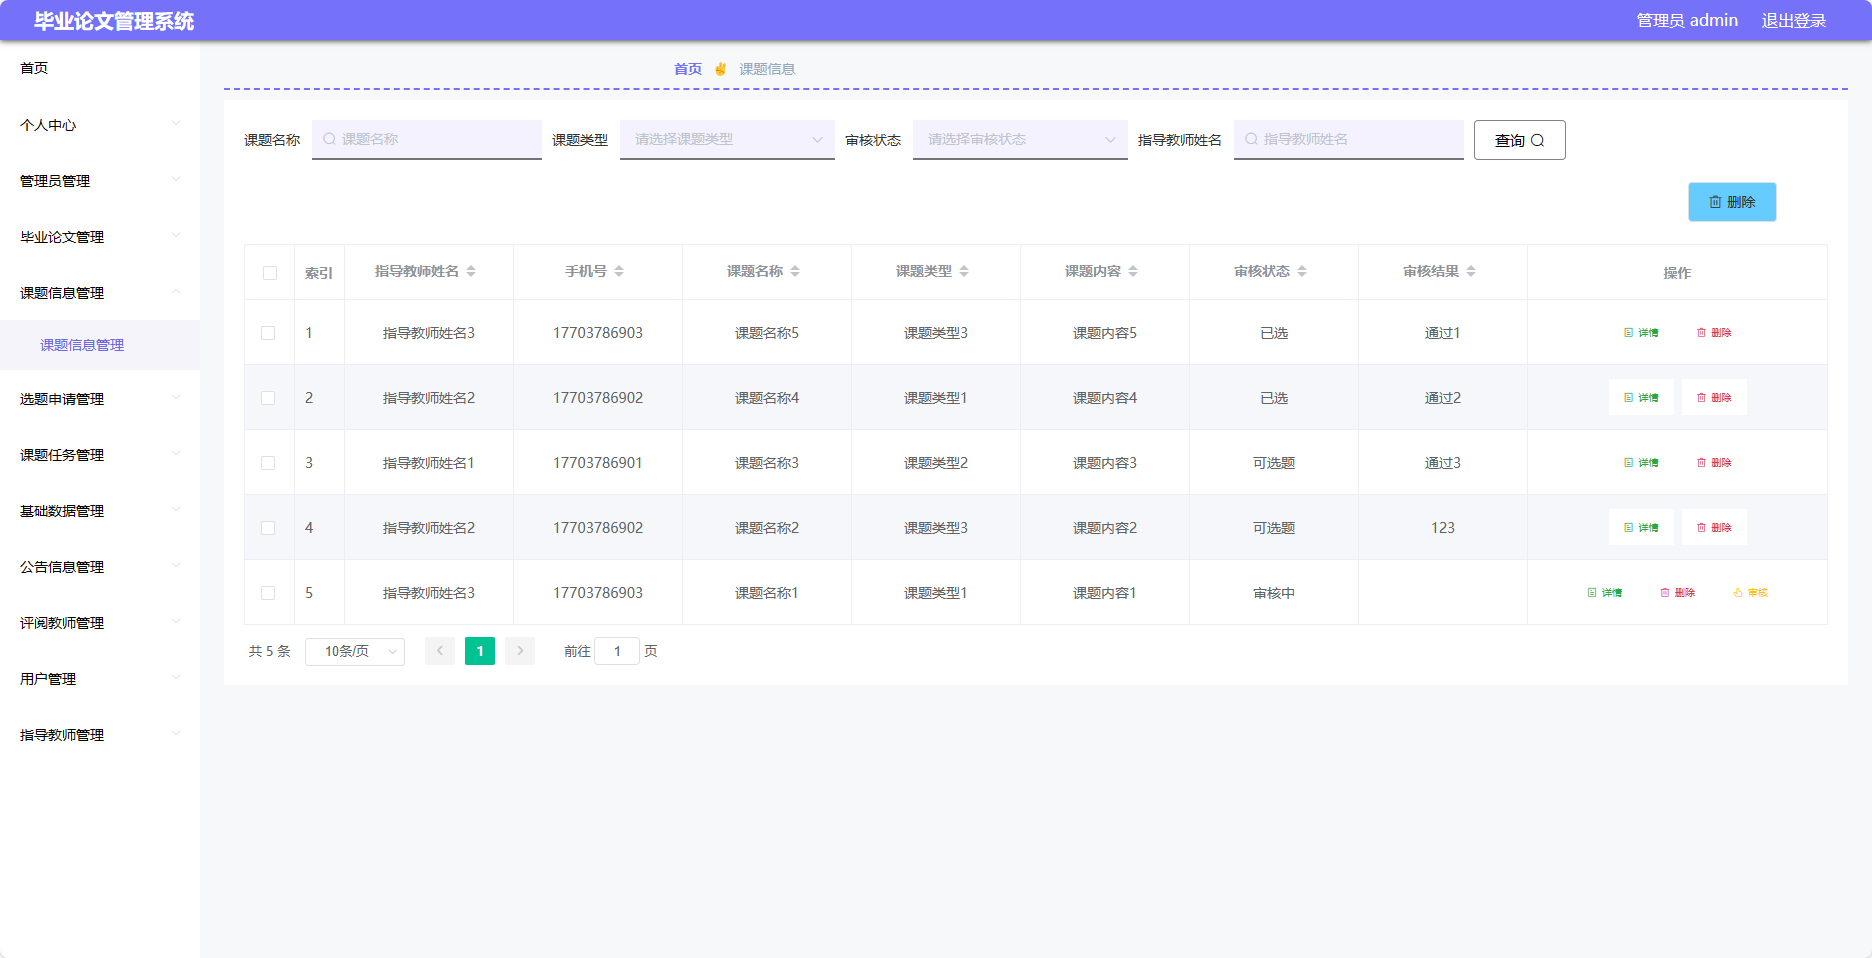 毕业论文管理系统
管理员 admin 退出登录
首页
个人中心
管理员管理
毕业论文管理
课题信息管理
课题信息管理
选题申请管理
课题任务管理
基础数据管理
公告信息管理
评阅教师管理
用户管理
指导教师管理
首页 课题信息
课题名称 课题名称 课题类型 请选择课题类型 审核状态 请选择审核状态 指导教师姓名 指导教师姓名 查询
删除
索引 指导教师姓名 手机号 课题名称 课题类型 课题内容 审核状态 审核结果 操作
1 指导教师姓名3 17703786903 课题名称5 课题类型3 课题内容5 已选 通过1 详情 删除
2 指导教师姓名2 17703786902 课题名称4 课题类型1 课题内容4 已选 通过2 详情 删除
3 指导教师姓名1 17703786901 课题名称3 课题类型2 课题内容3 可选题 通过3 详情 删除
4 指导教师姓名2 17703786902 课题名称2 课题类型3 课题内容2 可选题 123 详情 删除
5 指导教师姓名3 17703786903 课题名称1 课题类型1 课题内容1 审核中 详情 删除 审核
共 5 条 10条/页 1 前往 1 页